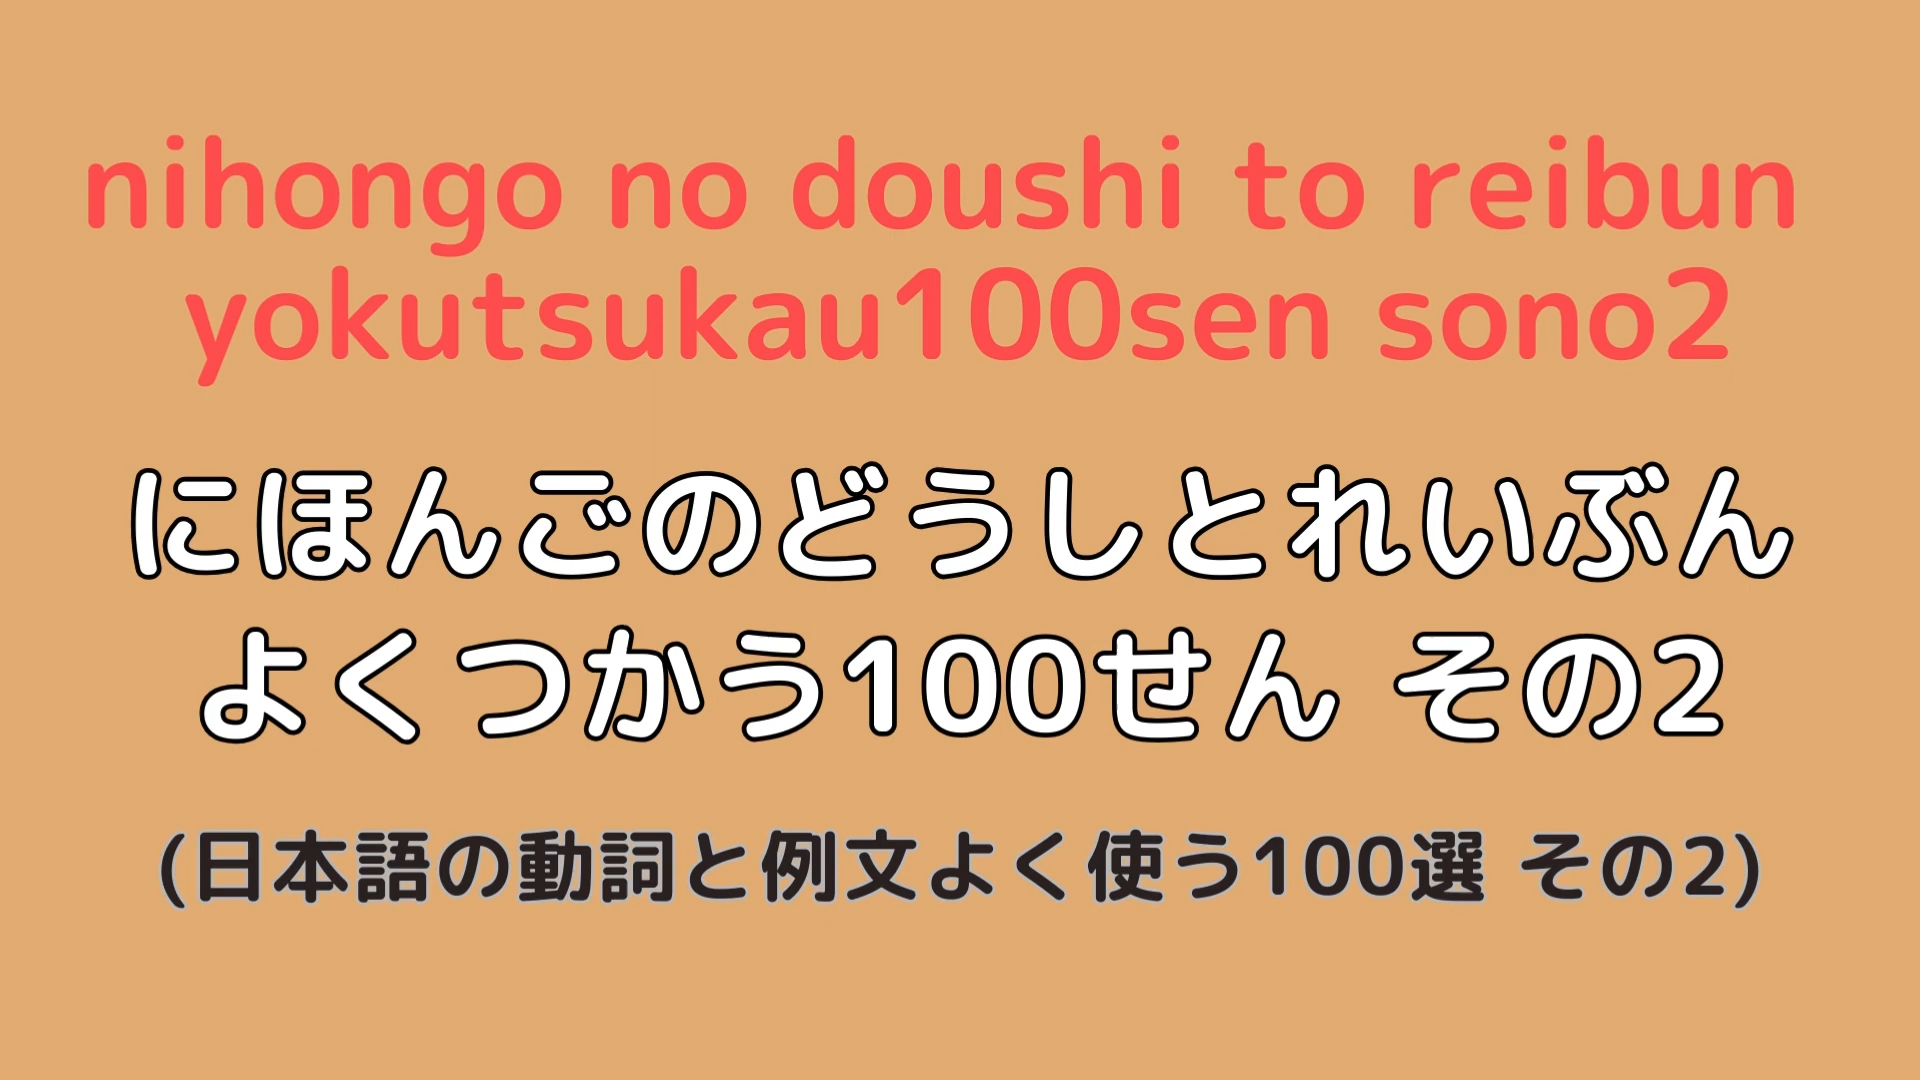 nihongo no doushi to reibun
yokutsukau100sen sono2
にほんごのどうしとれいぶん
よくつかう100せん その2
(日本語の動詞と例文よく使う100選 その2)